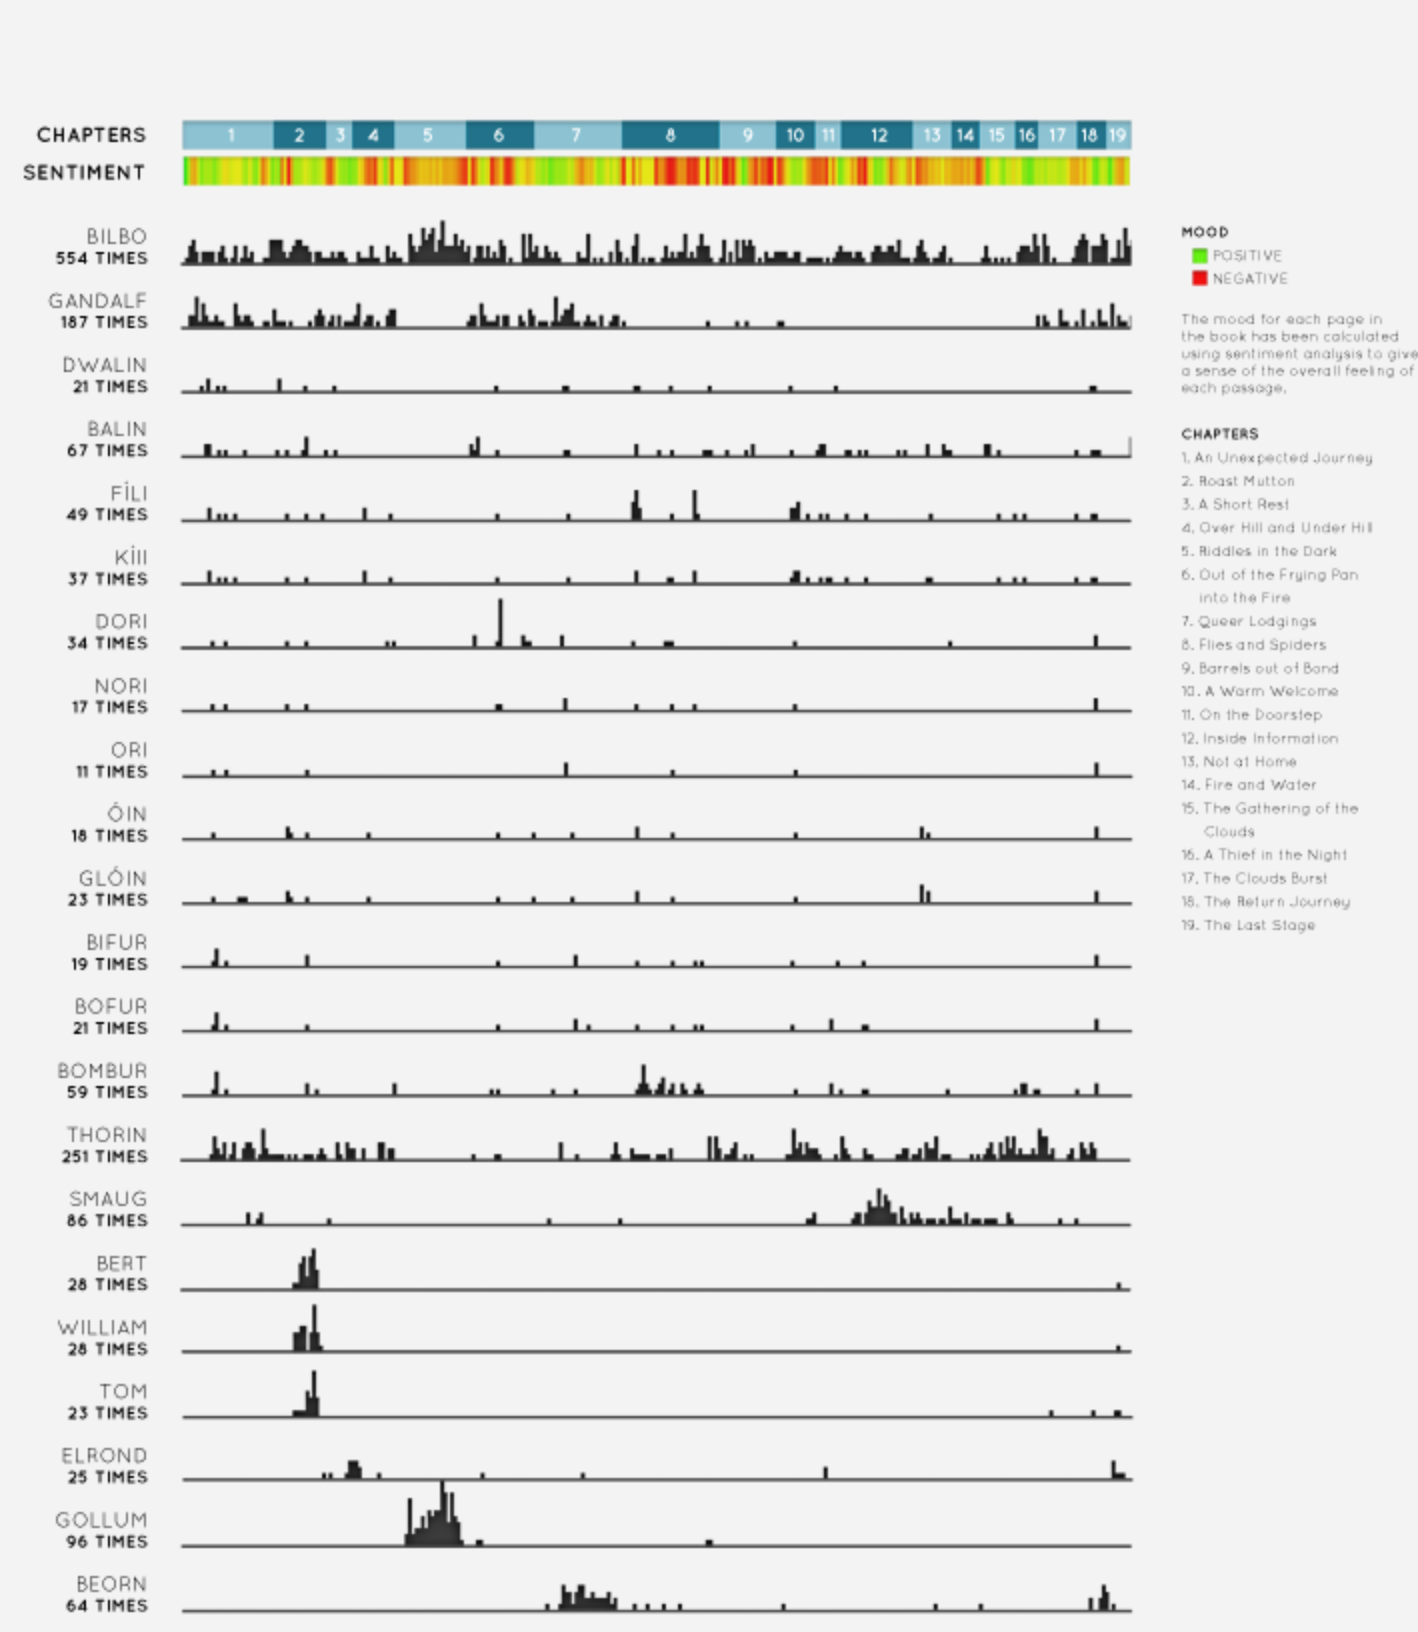 CHAPTERS 1 2 3 4 5 6 7 8 9 10 11 12 13 14 15 16 17 18 19
SENTIMENT
BILBO
554 TIMES
GANDALF
187 TIMES
DWALIN
21 TIMES
BALIN
67 TIMES
FÍLI
49 TIMES
KÍlI
37 TIMES
DORI
34 TIMES
NORI
17 TIMES
ORI
11 TIMES
ÓIN
18 TIMES
GLÓIN
23 TIMES
BIFUR
19 TIMES
BOFUR
21 TIMES
BOMBUR
59 TIMES
THORIN
251 TIMES
SMAUG
86 TIMES
BERT
28 TIMES
WILLIAM
28 TIMES
TOM
23 TIMES
ELROND
25 TIMES
GOLLUM
96 TIMES
BEORN
64 TIMES
MOOD
POSITIVE
NEGATIVE
The mood for each page in
the book has been calculated
using sentiment analysis to give
a sense of the overall feeling of
each passage.
CHAPTERS
1. An Unexpected Journey
2. Roast Mutton
3. A Short Rest
4. Over Hill and Under Hill
5. Riddles in the Dark
6. Out of the Frying Pan
into the Fire
7. Queer Lodgings
8. Flies and Spiders
9. Barrels out of Bond
10. A Warm Welcome
11. On the Doorstep
12. Inside Information
13. Not at Home
14. Fire and Water
15. The Gathering of the
Clouds
16. A Thief in the Night
17. The Clouds Burst
18. The Return Journey
19. The Last Stage